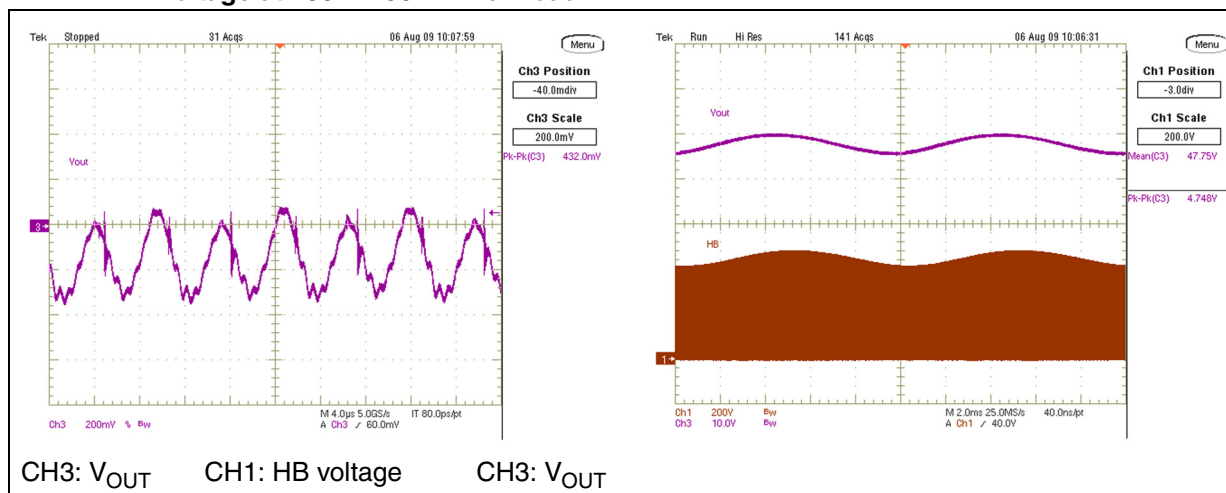 Tek Stopped 31 Acqs 06 Aug 09 10:07:59
Menu
Ch3 Position
-40.0mdiv
Ch3 Scale
200.0mV
Pk-Pk(C3) 432.0mV
Vout
3
M 4.0µs 5.0GS/s IT 80.0ps/pt
A Ch3 / 60.0mV
Ch3 200mV % Bw
Tek Run Hi Res 141 Acqs 06 Aug 09 10:06:31
Menu
Ch1 Position
-3.0div
Ch1 Scale
200.0V
Mean(C3) 47.75V
Pk-Pk(C3) 4.748V
Vout
HB
1
Ch1 200V Bw
Ch3 10.0V Bw
M 2.0ms 25.0MS/s 40.0ns/pt
A Ch1 / 40.0V
CH3: VOUT CH1: HB voltage CH3: VOUT